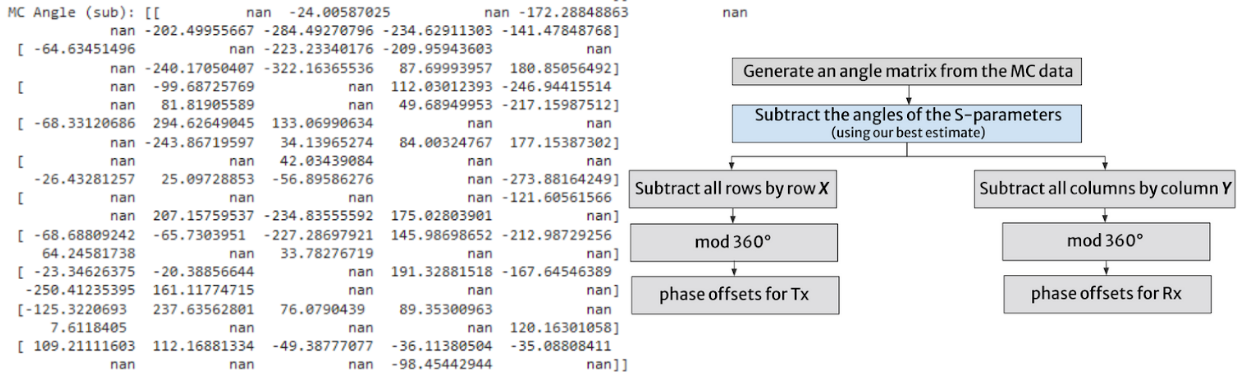 MC Angle (sub): [[ nan -24.00587025 nan -172.28848863 nan
nan -202.49955667 -284.49270796 -234.62911303 -141.47848768]
[ -64.63451496 nan -223.23340176 -209.95943603 nan
nan -240.17050407 -322.16365536 87.69993957 180.85056492]
[ nan -99.68725769 nan 112.03012393 -246.94415514
81.81905589 nan nan 49.68949953 -217.15987512]
[ -68.33120686 294.62649045 133.06990634 nan nan
nan -243.86719597 34.13965274 84.00324767 177.15387302]
[ nan nan 42.03439084 nan nan
-26.43281257 25.09728853 -56.89586276 nan -273.88164249]
[ nan nan nan nan -121.60561566
nan 207.15759537 -234.83555592 175.02803901 nan]
[ -68.68809242 -65.7303951 -227.28697921 145.98698652 -212.98729256
64.24581738 nan 33.78276719 nan nan]
[ -23.34626375 -20.38856644 nan 191.32881518 -167.64546389
-250.41235395 161.11774715 nan nan nan]
[-125.3220693 237.63562801 76.0790439 89.35300963 nan
7.6118405 nan nan nan 120.16301058]
[ 109.21111603 112.16881334 -49.38777077 -36.11380504 -35.08808411
nan nan nan -98.45442944 nan]]
Generate an angle matrix from the MC data
Subtract the angles of the S-parameters
(using our best estimate)
Subtract all rows by row X
Subtract all columns by column Y
mod 360°
mod 360°
phase offsets for Tx
phase offsets for Rx